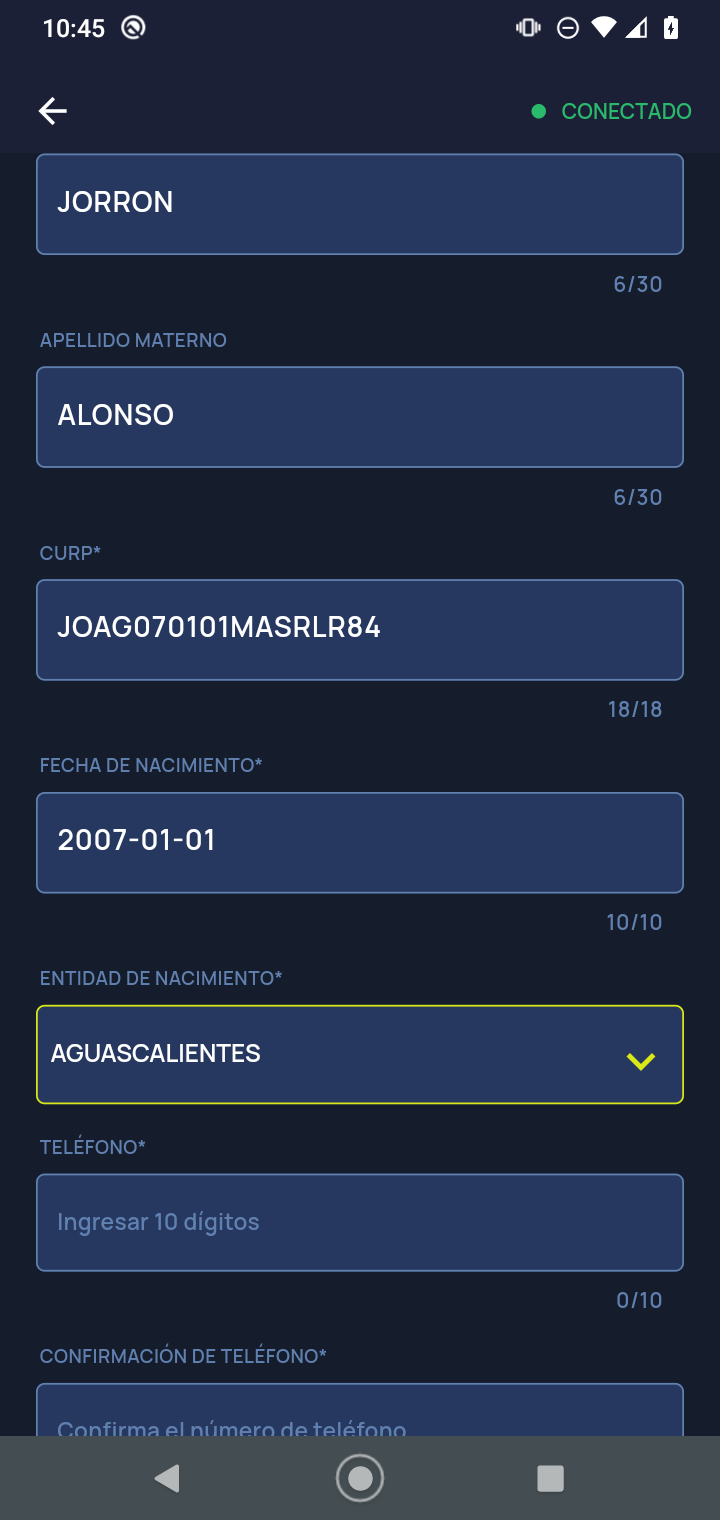 10:45
CONECTADO
JORRON
6/30
APELLIDO MATERNO
ALONSO
6/30
CURP*
JOAG070101MASRLR84
18/18
FECHA DE NACIMIENTO*
2007-01-01
10/10
ENTIDAD DE NACIMIENTO*
AGUASCALIENTES
TELÉFONO*
Ingresar 10 dígitos
0/10
CONFIRMACIÓN DE TELÉFONO*
Confirma el número de teléfono